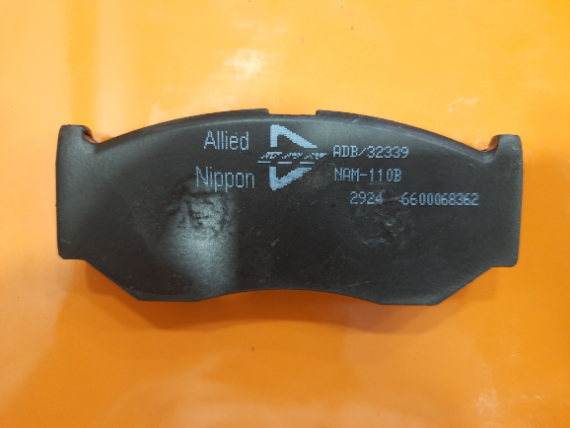 Allied
Nippon
ADB/32339
NAM-110B
2924 6600068362